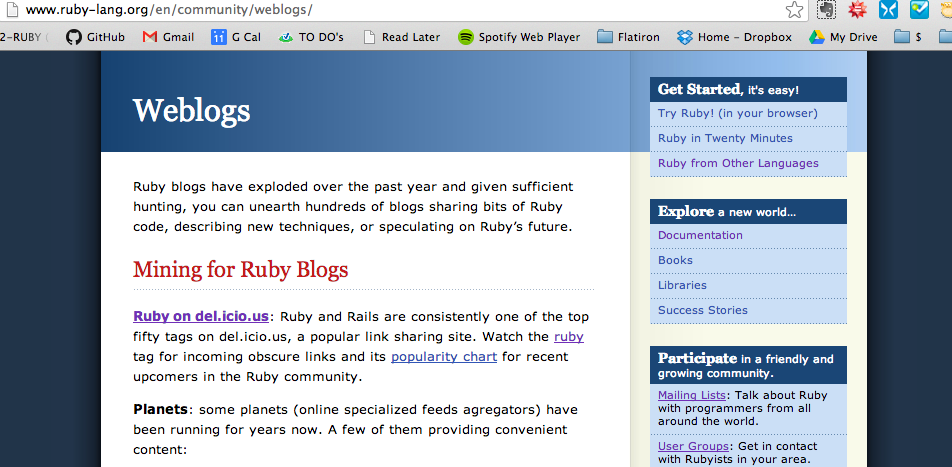 www.ruby-lang.org/en/community/weblogs/
2-RUBY (
GitHub
Gmail
11 G Cal
TO DO's
Read Later
Spotify Web Player
Flatiron
Home - Dropbox
My Drive
$
Weblogs
Ruby blogs have exploded over the past year and given sufficient
hunting, you can unearth hundreds of blogs sharing bits of Ruby
code, describing new techniques, or speculating on Ruby’s future.
Mining for Ruby Blogs
Ruby on del.icio.us: Ruby and Rails are consistently one of the top
fifty tags on del.icio.us, a popular link sharing site. Watch the ruby
tag for incoming obscure links and its popularity chart for recent
upcomers in the Ruby community.
Planets: some planets (online specialized feeds agregators) have
been running for years now. A few of them providing convenient
content:
Get Started, it's easy!
Try Ruby! (in your browser)
Ruby in Twenty Minutes
Ruby from Other Languages
Explore a new world...
Documentation
Books
Libraries
Success Stories
Participate in a friendly and
growing community.
Mailing Lists: Talk about Ruby
with programmers from all
around the world.
User Groups: Get in contact
with Rubyists in your area.